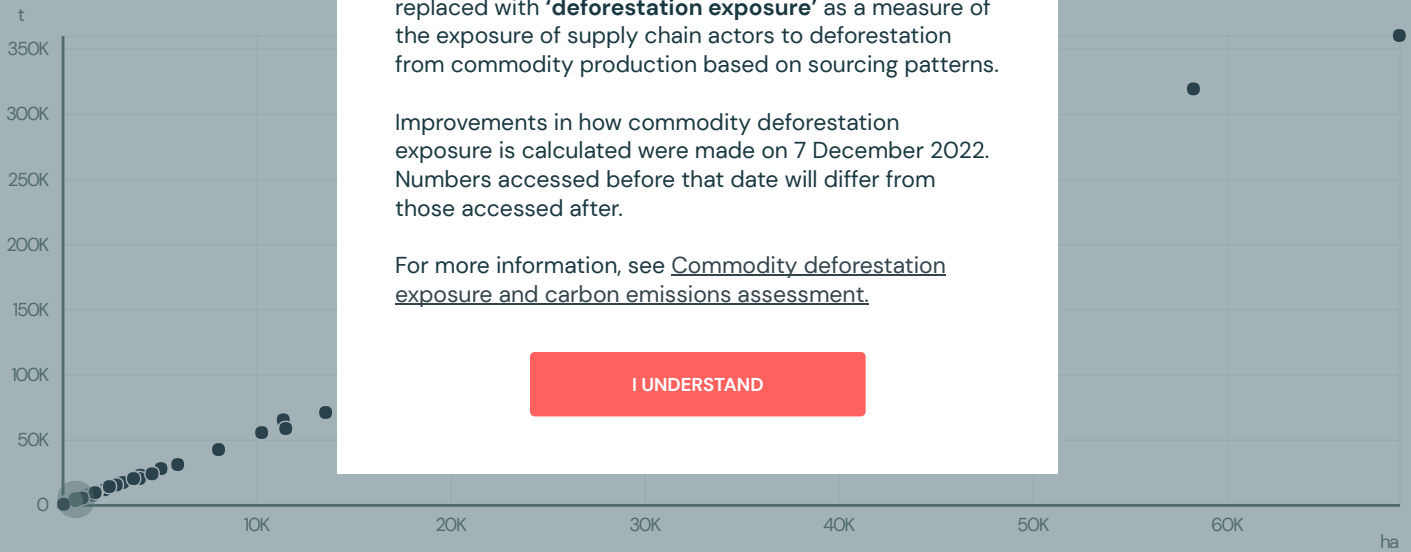 t
350K
300K
250K
200K
150K
100K
50K
0
replaced with ‘deforestation exposure’ as a measure of
the exposure of supply chain actors to deforestation
from commodity production based on sourcing patterns.
Improvements in how commodity deforestation
exposure is calculated were made on 7 December 2022.
Numbers accessed before that date will differ from
those accessed after.
For more information, see Commodity deforestation
exposure and carbon emissions assessment.
I UNDERSTAND
10K 20K 30K 40K 50K 60K
ha